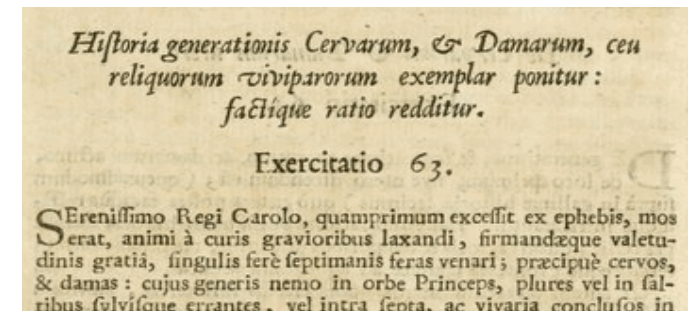 Hiſtoria generationis Cervarum, & Damarum, ceu
reliquorum viviparorum exemplar ponitur :
factique ratio redditur.
Exercitatio 63.
SEreniſſimo Regi Carolo, quamprimum exceſſit ex ephebis, mos
erat, animi à curis gravioribus laxandi, firmandæque valetu-
dinis gratiâ, ſingulis ferè ſeptimanis feras venari; præcipuè cervos,
& damas : cujus generis nemo in orbe Princeps, plures vel in ſal-
tibus ſylviſque errantes, vel intra ſepta, ac vivaria concluſos in